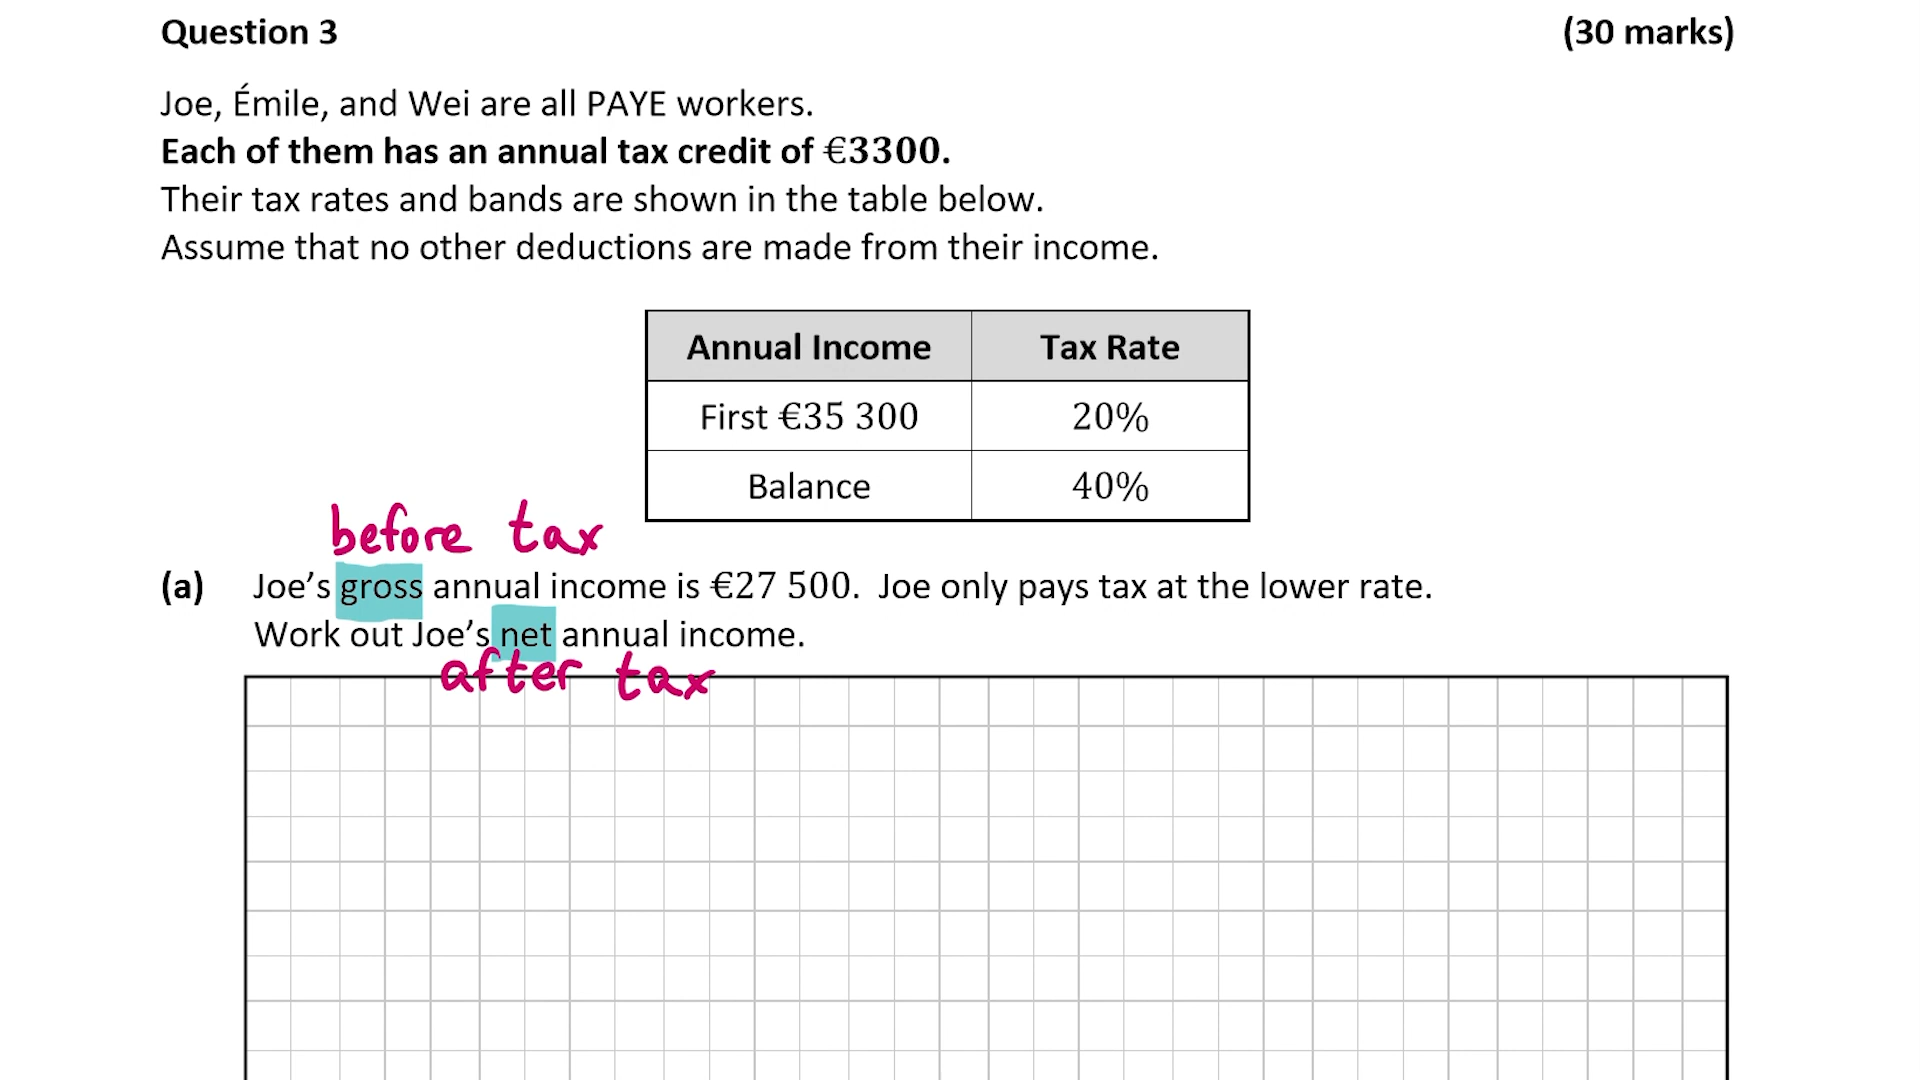 Question 3 (30 marks)
Joe, Émile, and Wei are all PAYE workers.
Each of them has an annual tax credit of €3300.
Their tax rates and bands are shown in the table below.
Assume that no other deductions are made from their income.
Annual Income Tax Rate
First €35 300 20%
Balance 40%
before tax
(a) Joe’s gross annual income is €27 500. Joe only pays tax at the lower rate.
Work out Joe’s net annual income.
after tax